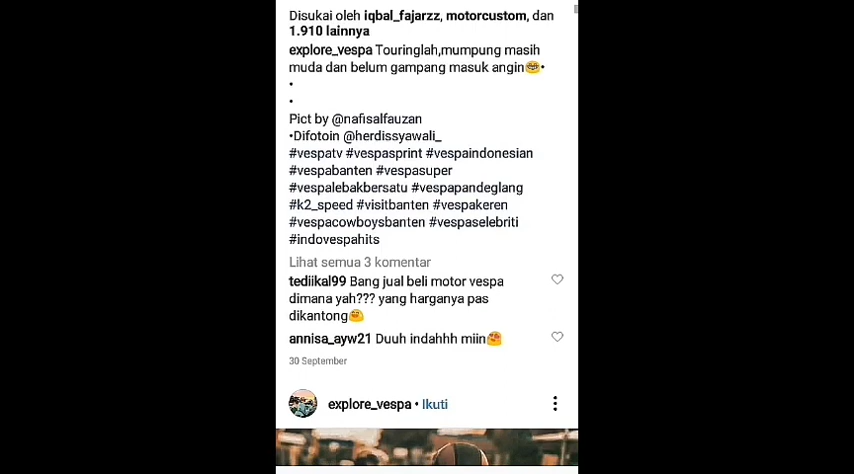 Disukai oleh iqbal_fajarzz, motorcustom, dan
1.910 lainnya
explore_vespa Touringlah,mumpung masih
muda dan belum gampang masuk angin😂•
•
•
Pict by @nafisalfauzan
•Difotoin @herdissyawali_
#vespatv #vespasprint #vespaindonesian
#vespabanten #vespasuper
#vespalebakbersatu #vespapandeglang
#k2_speed #visitbanten #vespakeren
#vespacowboysbanten #vespaselebriti
#indovespahits
Lihat semua 3 komentar
tediikal99 Bang jual beli motor vespa
dimana yah??? yang harganya pas
dikantong😄
annisa_ayw21 Duuh indahhh miin😍
30 September
explore_vespa • Ikuti